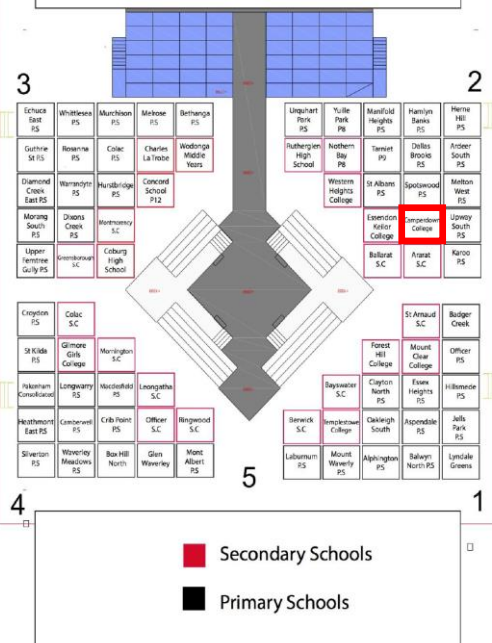 3
2
Echuca
East
P.S
Whittlesea
P.S
Murchison
P.S
Melrose
P.S
Bethanga
P.S
Urquhart
Park
P.S
Yuille
Park
P8
Manifold
Heights
P.S
Hamlyn
Banks
P.S
Herne
Hill
P.S
Guthrie
St P.S
Rosanna
P.S
Colac
P.S
Charles
La Trobe
Wodonga
Middle
Years
Rutherglen
High
School
Nothern
Bay
P8
Tarniet
P9
Dallas
Brooks
P.S
Ardeer
South
P.S
Diamond
Creek
East P.S
Warrandyte
P.S
Hurstbridge
P.S
Concord
School
P12
Western
Heights
College
St Albans
P.S
Spotswood
P.S
Melton
West
P.S
Morang
South
P.S
Dixons
Creek
P.S
Montmorency
S.C
Essendon
Keilor
College
Camperdown
College
Upway
South
P.S
Upper
Ferntree
Gully P.S
Greensborough
S.C
Coburg
High
School
Ballarat
S.C
Ararat
S.C
Karoo
P.S
Croydon
P.S
Colac
S.C
St Arnaud
S.C
Badger
Creek
St Kilda
P.S
Gilmore
Girls
College
Mornington
S.C
Forest
Hill
College
Mount
Clear
College
Officer
P.S
Pakenham
Consolidated
Longwarry
P.S
Macclesfield
P.S
Leongatha
S.C
Bayswater
S.C
Clayton
North
P.S
Essex
Heights
P.S
Hillsmede
P.S
Heathmont
East P.S
Camberwell
P.S
Crib Point
P.S
Officer
S.C
Ringwood
S.C
Berwick
S.C
Templestowe
College
Oakleigh
South
Aspendale
P.S
Jells
Park
P.S
Silverton
P.S
Waverley
Meadows
P.S
Box Hill
North
Glen
Waverley
Mont
Albert
P.S
Laburnum
P.S
Mount
Waverly
P.S
Alphington
P.S
Balwyn
North P.S
Lyndale
Greens
4
5
1
Secondary Schools
Primary Schools